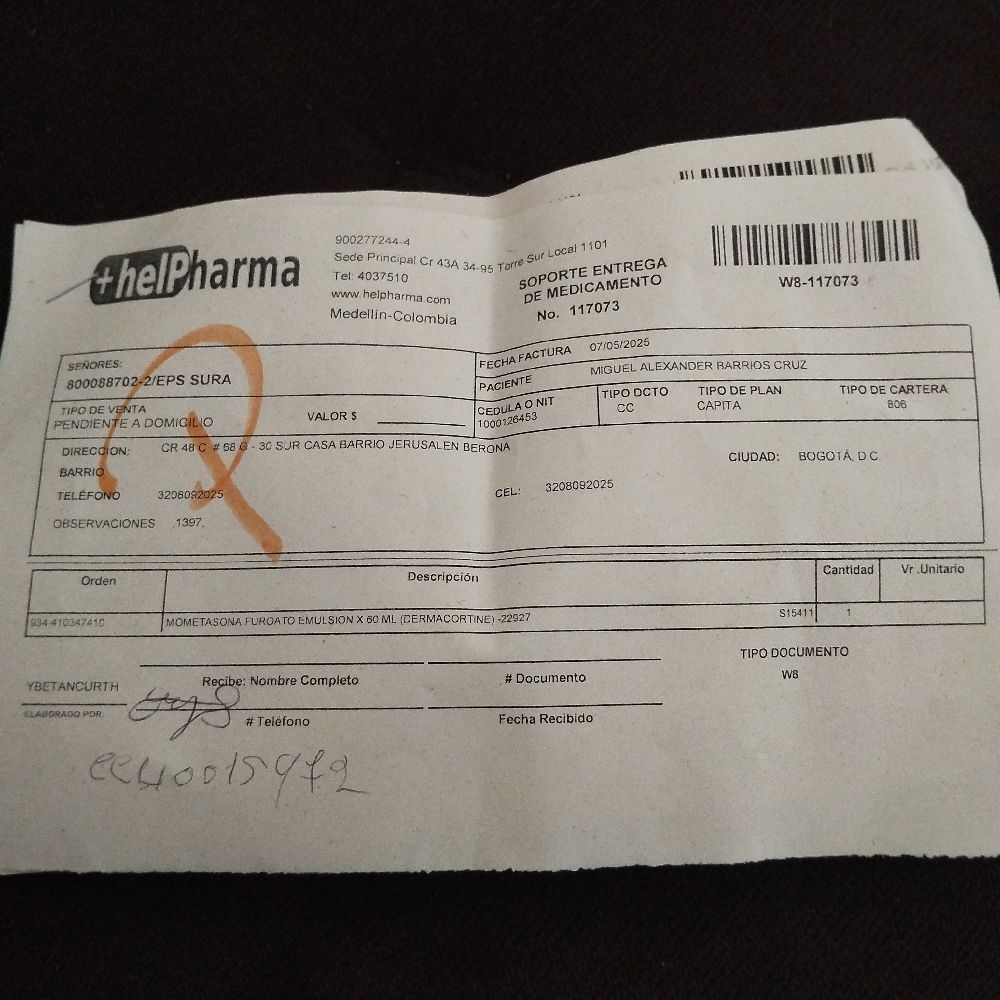 +helPharma
900277244-4
Sede Principal Cr 43A 34-95 Torre Sur Local 1101
Tel: 4037510
www.helpharma.com
Medellín-Colombia
SOPORTE ENTREGA
DE MEDICAMENTO
No. 117073
W8-117073
SEÑORES:
800088702-2/EPS SURA
FECHA FACTURA 07/05/2025
PACIENTE MIGUEL ALEXANDER BARRIOS CRUZ
TIPO DE VENTA
PENDIENTE A DOMICILIO
VALOR $
CEDULA O NIT
1000126453
TIPO DCTO
CC
TIPO DE PLAN
CAPITA
TIPO DE CARTERA
806
DIRECCION: CR 48 C # 68 G - 30 SUR CASA BARRIO JERUSALEN BERONA
BARRIO
CIUDAD: BOGOTÁ, D.C.
TELÉFONO 3208092025
CEL: 3208092025
OBSERVACIONES .1397,
Orden Descripción Cantidad Vr .Unitario
934-410347410 MOMETASONA FUROATO EMULSION X 60 ML (DERMACORTINE) -22927 S15411 1
TIPO DOCUMENTO
W8
Recibe: Nombre Completo # Documento
YBETANCURTH
ELABORADO POR:
# Teléfono Fecha Recibido
cc40015972